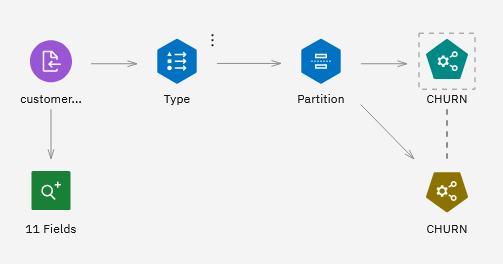 customer...
Type
Partition
CHURN
11 Fields
CHURN